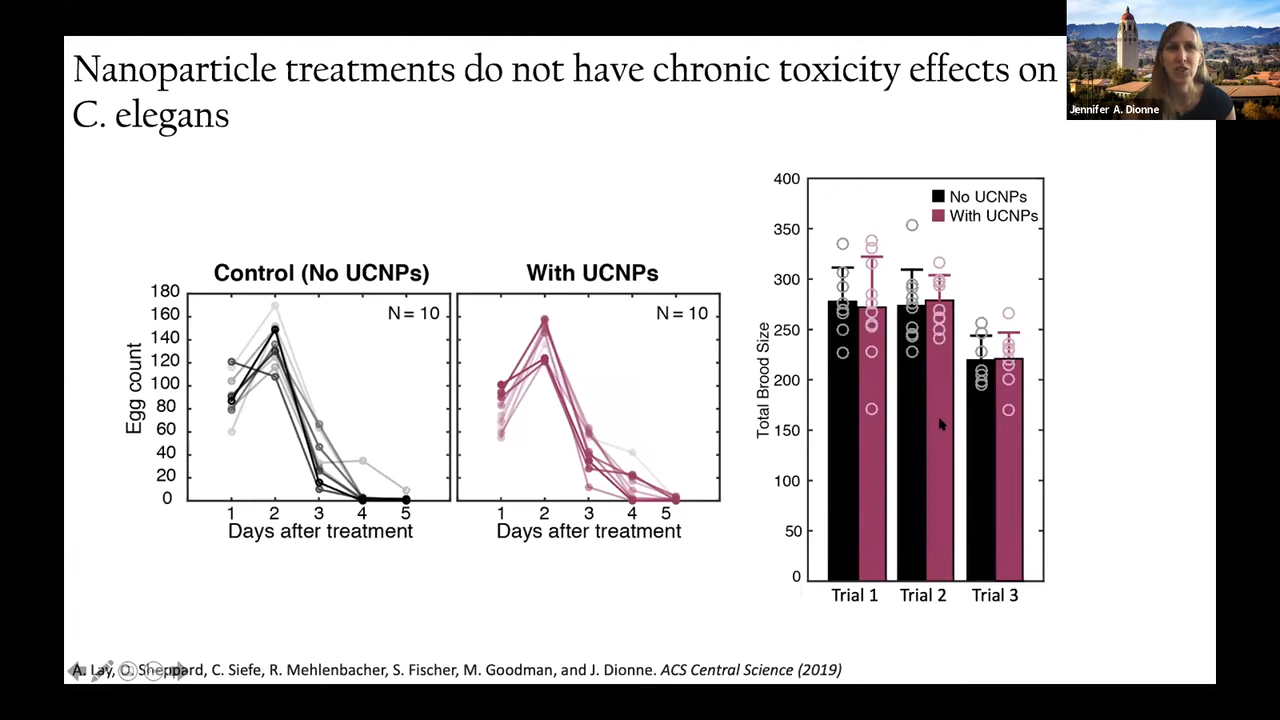 Nanoparticle treatments do not have chronic toxicity effects on
C. elegans
Jennifer A. Dionne
Control (No UCNPs)
With UCNPs
Egg count
180
160
140
120
100
80
60
40
20
0
N = 10
1 2 3 4 5
Days after treatment
N = 10
1 2 3 4 5
Days after treatment
Total Brood Size
400
350
300
250
200
150
100
50
0
No UCNPs
With UCNPs
Trial 1 Trial 2 Trial 3
A. Lay, O. Sheppard, C. Siefe, R. Mehlenbacher, S. Fischer, M. Goodman, and J. Dionne. ACS Central Science (2019)